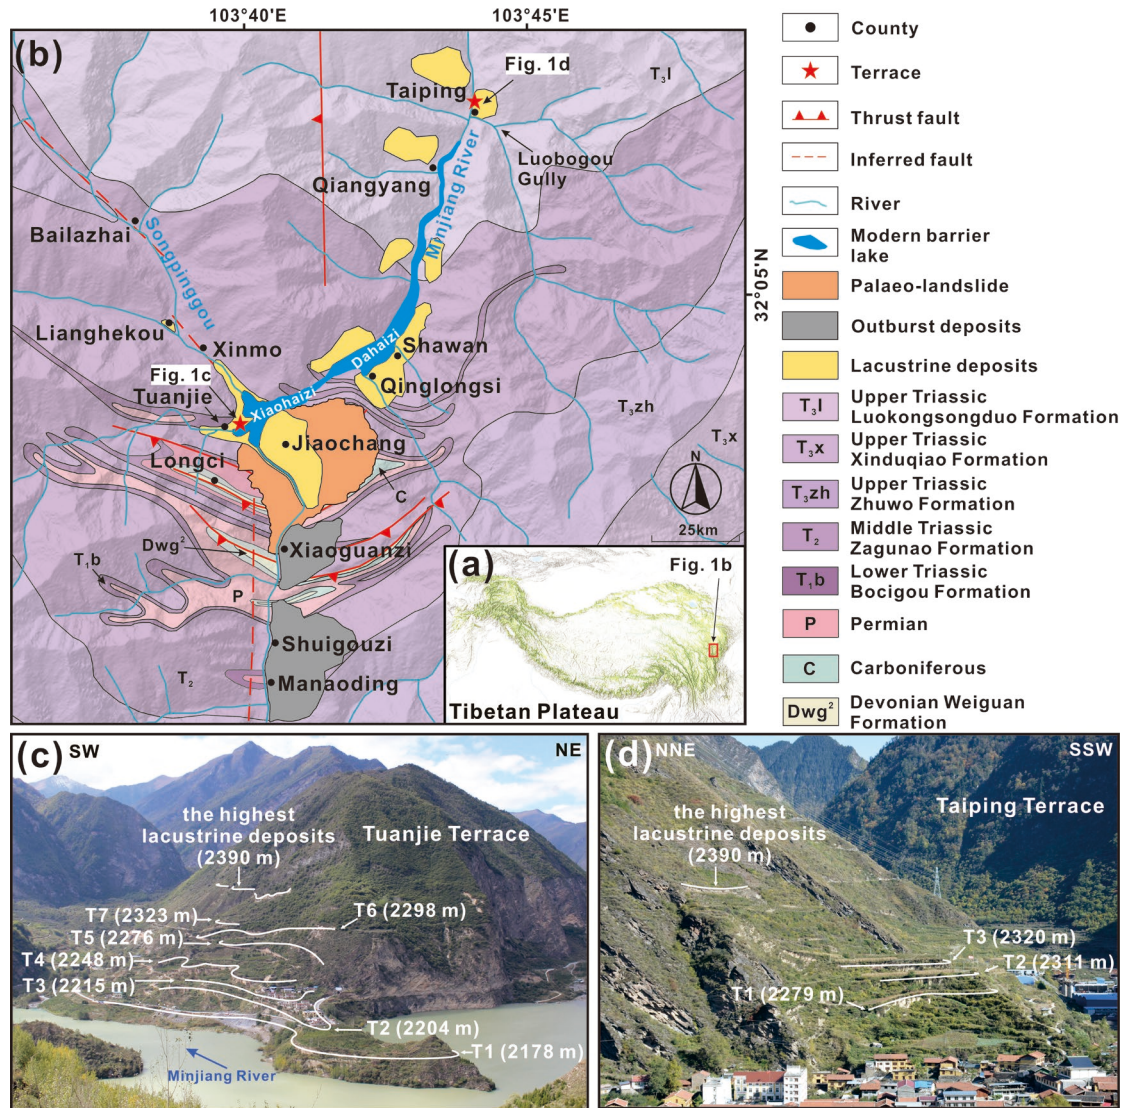 103°40'E
103°45'E
(b)
Taiping
Fig. 1d
T₃l
Luobogou
Gully
Qiangyang
Minjiang River
Bailazhai
Songpinggou
32°05'N
Lianghekou
Xinmo
Fig. 1c
Tuanjie
Dahaizi
Shawan
Qinglongsi
Xiaohaizi
T₃zh
T₃x
Jiaochang
Longci
C
N
25km
Dwg²
Xiaoguanzi
T₁b
P
Shuigouzi
T₂
Manaoding
(a)
Fig. 1b
Tibetan Plateau
County
Terrace
Thrust fault
Inferred fault
River
Modern barrier
lake
Palaeo-landslide
Outburst deposits
Lacustrine deposits
T₃l Upper Triassic
Luokongsongduo Formation
T₃x Upper Triassic
Xinduqiao Formation
T₃zh Upper Triassic
Zhuwo Formation
T₂ Middle Triassic
Zagunao Formation
T₁b Lower Triassic
Bocigou Formation
P Permian
C Carboniferous
Dwg² Devonian Weiguan
Formation
(c) SW
NE
the highest
lacustrine deposits
(2390 m)
Tuanjie Terrace
T7 (2323 m)
T6 (2298 m)
T5 (2276 m)
T4 (2248 m)
T3 (2215 m)
T2 (2204 m)
T1 (2178 m)
Minjiang River
(d) NNE
SSW
the highest
lacustrine deposits
(2390 m)
Taiping Terrace
T3 (2320 m)
T2 (2311 m)
T1 (2279 m)